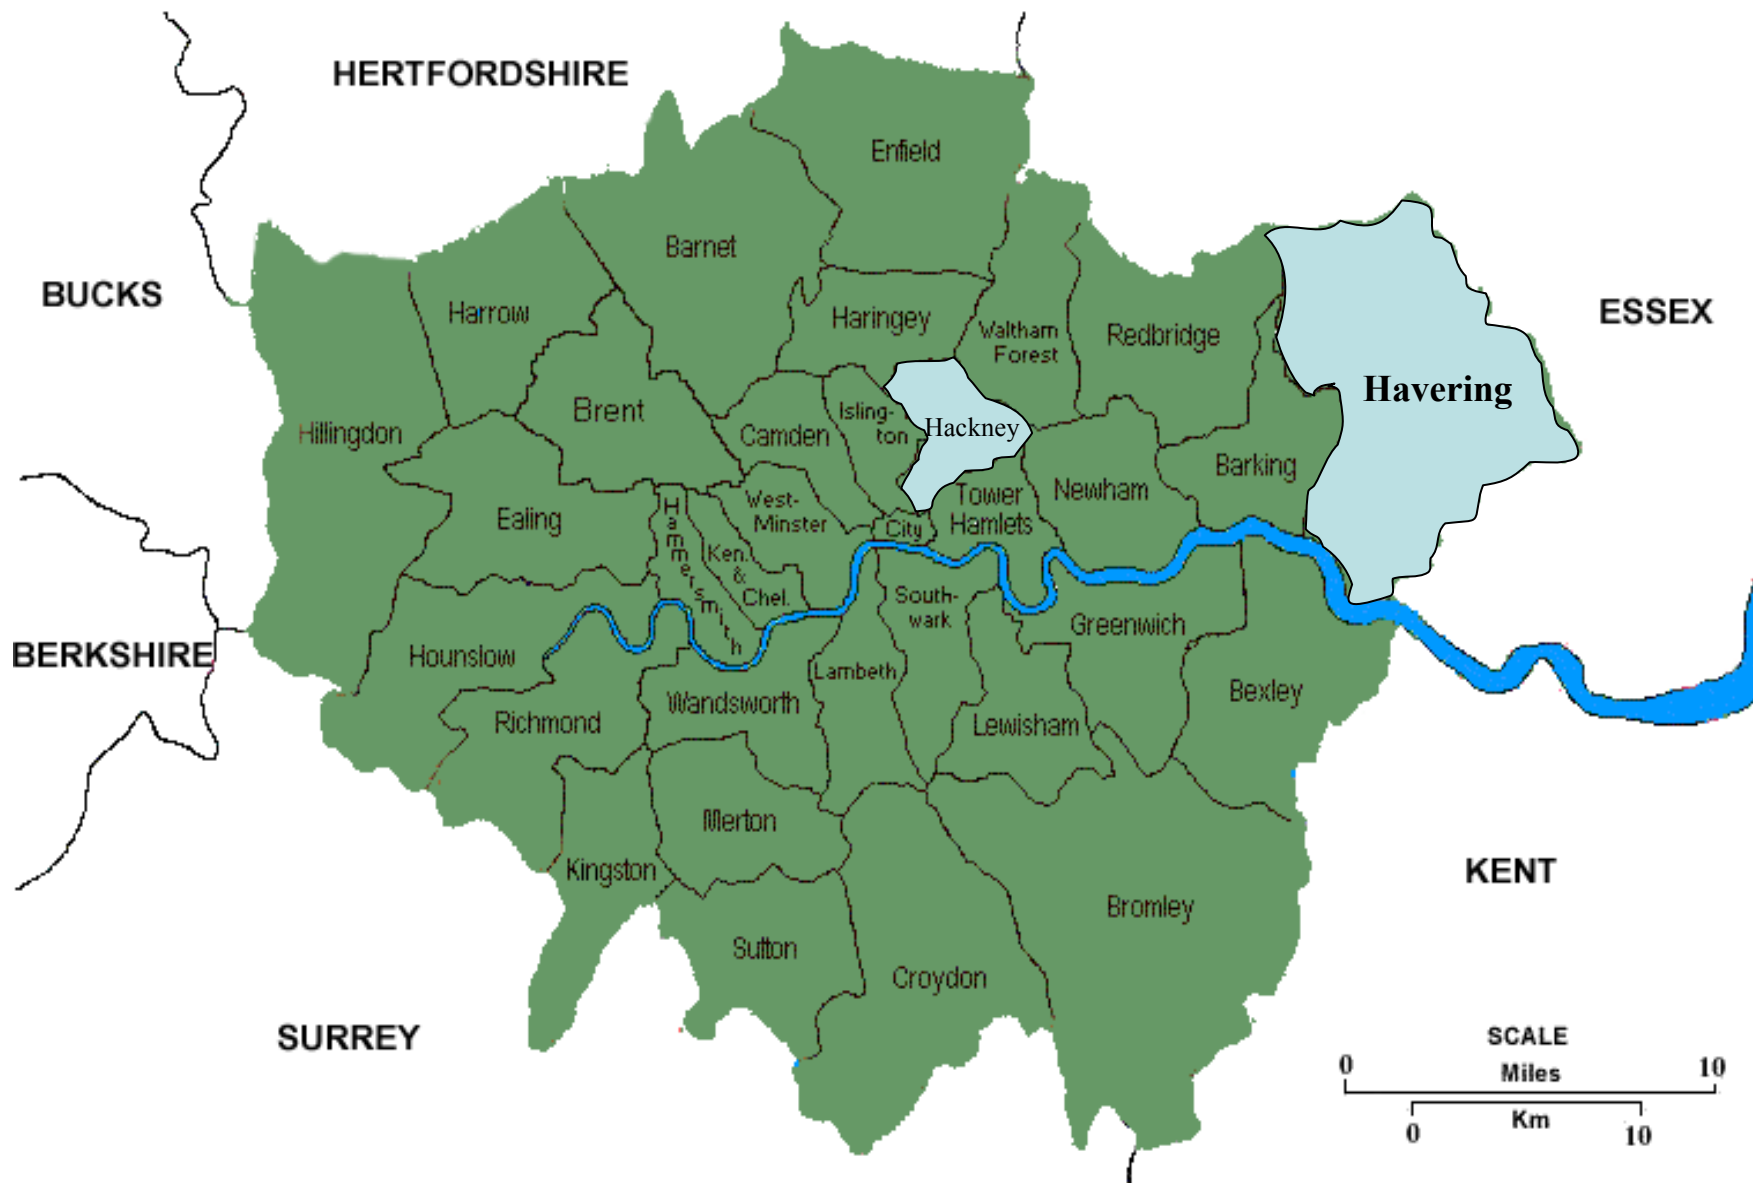 HERTFORDSHIRE
Enfield
Barnet
BUCKS
Harrow
Haringey
Waltham
Forest
Redbridge
ESSEX
Havering
Brent
Isling-
ton
Hackney
Camden
Hillingdon
Barking
Newham
Tower
Hamlets
West-
Minster
City
Ealing
Hammersmith
Ken.
&
Chel.
South-
wark
Greenwich
BERKSHIRE
Hounslow
Lambeth
Bexley
Wandsworth
Richmond
Lewisham
Merton
Kingston
KENT
Bromley
Sutton
Croydon
SURREY
SCALE
0 Miles 10
Km
0 10